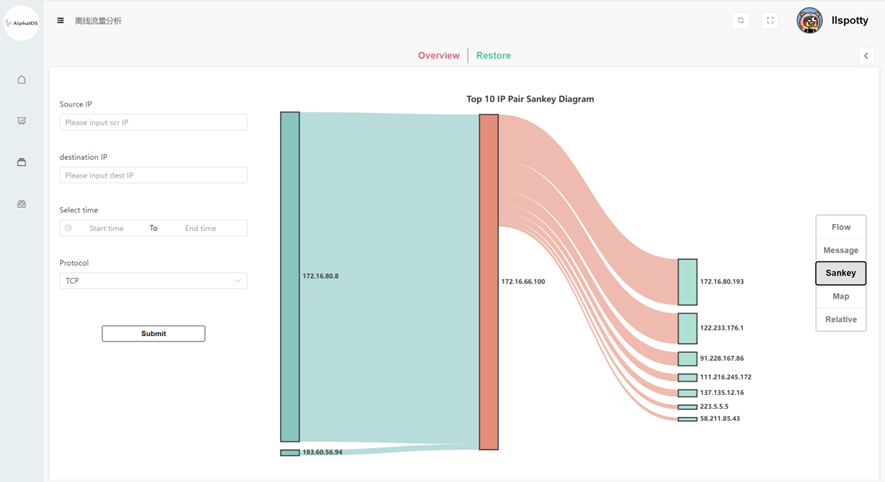 AlphaIDS
离线流量分析
llspotty
Overview
Restore
Source IP
Please input scr IP
destination IP
Please input dest IP
Select time
Start time To End time
Protocol
TCP
Submit
Top 10 IP Pair Sankey Diagram
172.16.80.8
183.60.56.94
172.16.66.100
172.16.80.193
122.233.176.1
91.228.167.86
111.216.245.172
137.135.12.16
223.5.5.5
58.211.85.43
Flow
Message
Sankey
Map
Relative